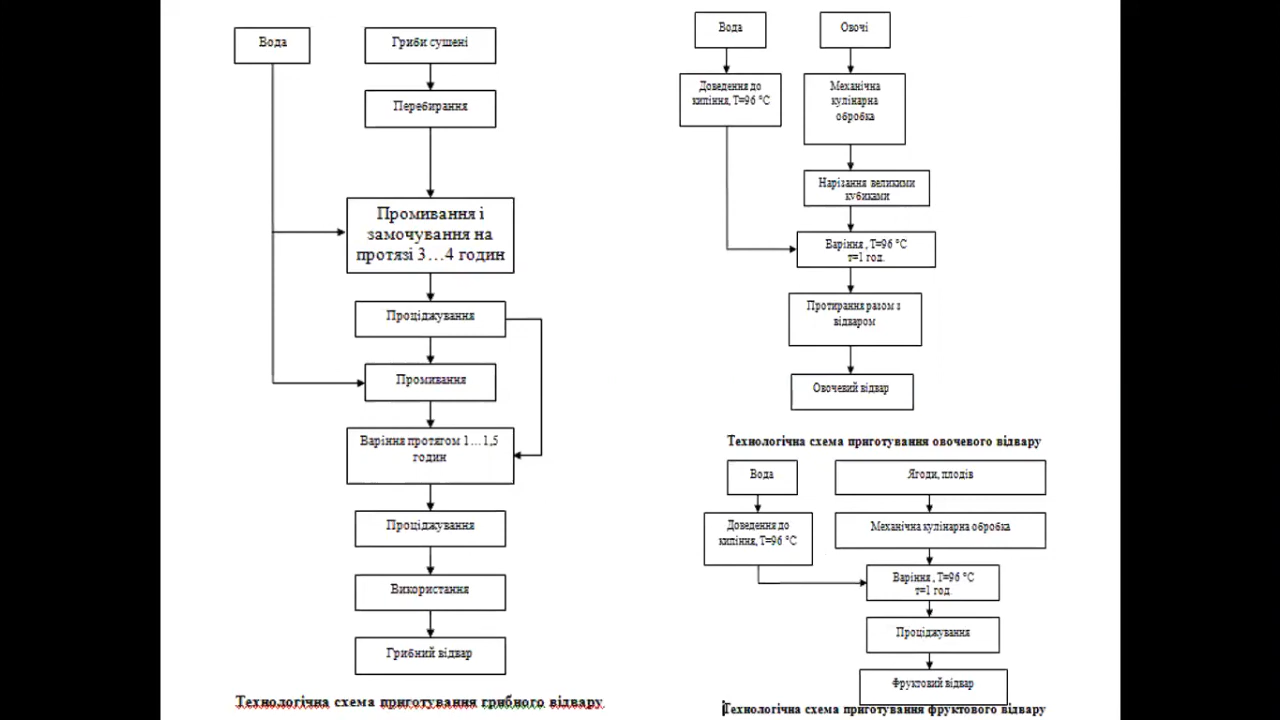 Вода
Гриби сушені
Перебирання
Промивання і
замочування на
протязі 3…4 годин
Проціджування
Промивання
Варіння протягом 1…1,5
годин
Проціджування
Використання
Грибний відвар
Технологічна схема приготування грибного відвару
Вода
Овочі
Доведення до
кипіння, Т=96 °С
Механічна
кулінарна
обробка
Нарізання великими
кубиками
Варіння , Т=96 °С
τ=1 год.
Протирання разом з
відваром
Овочевий відвар
Технологічна схема приготування овочевого відвару
Вода
Ягоди, плодів
Доведення до
кипіння, Т=96 °С
Механічна кулінарна обробка
Варіння , Т=96 °С
τ=1 год.
Проціджування
Фруктовий відвар
Технологічна схема приготування фруктового відвару